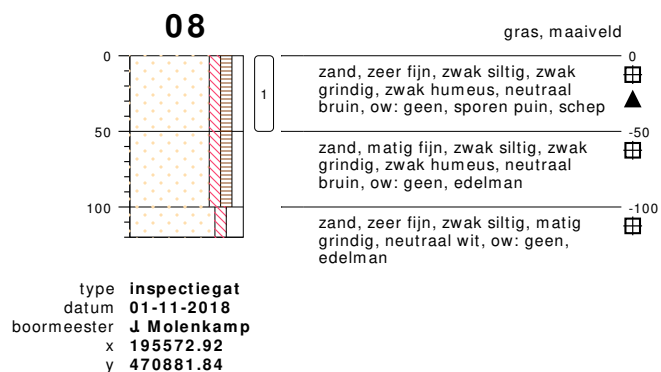 08
gras, maaiveld
0
0
zand, zeer fijn, zwak siltig, zwak
grindig, zwak humeus, neutraal
bruin, ow: geen, sporen puin, schep
1
50
-50
zand, matig fijn, zwak siltig, zwak
grindig, zwak humeus, neutraal
bruin, ow: geen, edelman
100
-100
zand, zeer fijn, zwak siltig, matig
grindig, neutraal wit, ow: geen,
edelman
type inspectiegat
datum 01-11-2018
boormeester J. Molenkamp
x 195572.92
y 470881.84